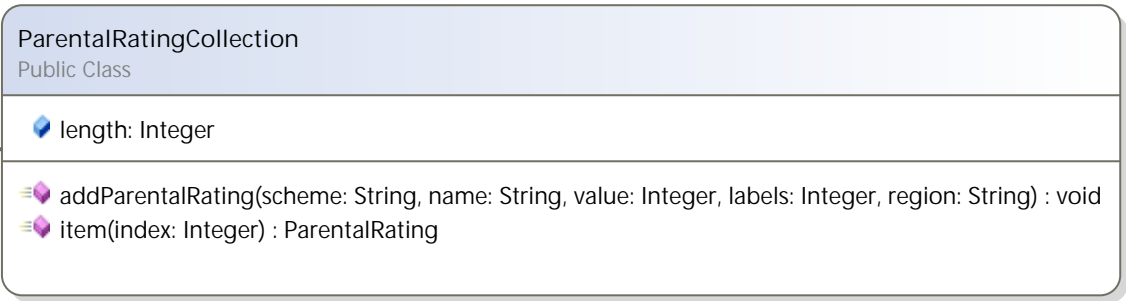 ParentalRatingCollection
Public Class
length: Integer
addParentalRating(scheme: String, name: String, value: Integer, labels: Integer, region: String) : void
item(index: Integer) : ParentalRating